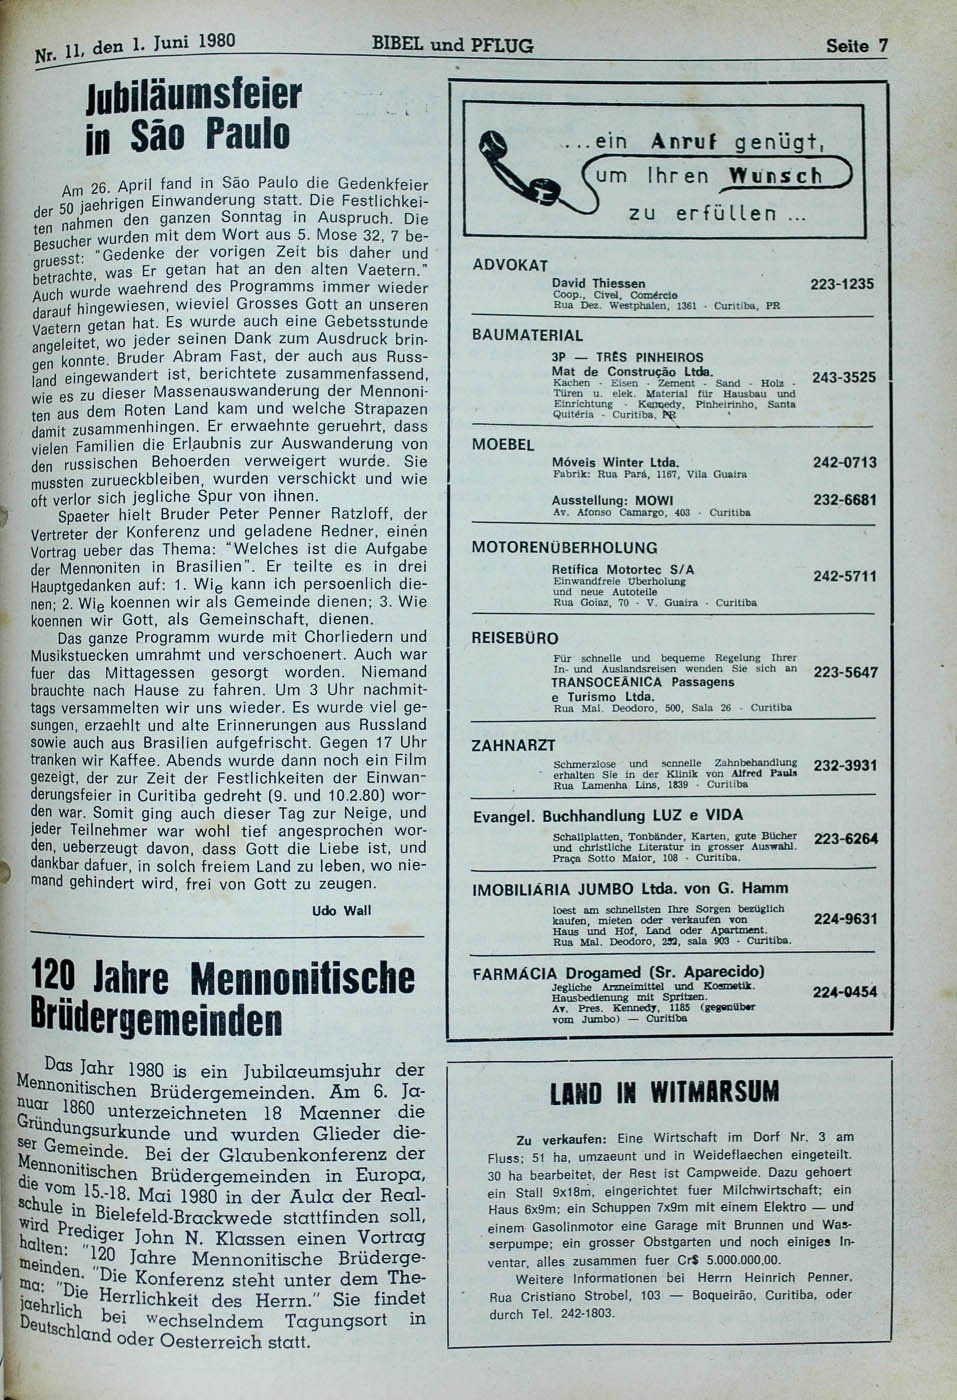 Nr. 11, den 1. Juni 1980 BIBEL und PFLUG Seite 7
Jubiläumsfeier
in São Paulo
Am 26. April fand in São Paulo die Gedenkfeier
der 50 jaehrigen Einwanderung statt. Die Festlichkei-
ten nahmen den ganzen Sonntag in Auspruch. Die
Besucher wurden mit dem Wort aus 5. Mose 32, 7 be-
gruesst: "Gedenke der vorigen Zeit bis daher und
betrachte, was Er getan hat an den alten Vaetern."
Auch wurde waehrend des Programms immer wieder
darauf hingewiesen, wieviel Grosses Gott an unseren
Vaetern getan hat. Es wurde auch eine Gebetsstunde
angeleitet, wo jeder seinen Dank zum Ausdruck brin-
gen konnte. Bruder Abram Fast, der auch aus Russ-
land eingewandert ist, berichtete zusammenfassend,
wie es zu dieser Massenauswanderung der Mennoni-
ten aus dem Roten Land kam und welche Strapazen
damit zusammenhingen. Er erwaehnte geruehrt, dass
vielen Familien die Erlaubnis zur Auswanderung von
den russischen Behoerden verweigert wurde. Sie
mussten zurueckbleiben, wurden verschickt und wie
oft verlor sich jegliche Spur von ihnen.
Spaeter hielt Bruder Peter Penner Ratzloff, der
Vertreter der Konferenz und geladene Redner, einen
Vortrag ueber das Thema: "Welches ist die Aufgabe
der Mennoniten in Brasilien". Er teilte es in drei
Hauptgedanken auf: 1. Wie kann ich persoenlich die-
nen; 2. Wie koennen wir als Gemeinde dienen; 3. Wie
koennen wir Gott, als Gemeinschaft, dienen.
Das ganze Programm wurde mit Chorliedern und
Musikstuecken umrahmt und verschoenert. Auch war
fuer das Mittagessen gesorgt worden. Niemand
brauchte nach Hause zu fahren. Um 3 Uhr nachmit-
tags versammelten wir uns wieder. Es wurde viel ge-
sungen, erzaehlt und alte Erinnerungen aus Russland
sowie auch aus Brasilien aufgefrischt. Gegen 17 Uhr
tranken wir Kaffee. Abends wurde dann noch ein Film
gezeigt, der zur Zeit der Festlichkeiten der Einwan-
derungsfeier in Curitiba gedreht (9. und 10.2.80) wor-
den war. Somit ging auch dieser Tag zur Neige, und
jeder Teilnehmer war wohl tief angesprochen wor-
den, ueberzeugt davon, dass Gott die Liebe ist, und
dankbar dafuer, in solch freiem Land zu leben, wo nie-
mand gehindert wird, frei von Gott zu zeugen.
Udo Wall
120 Jahre Mennonitische
Brüdergemeinden
Das Jahr 1980 is ein Jubilaeumsjuhr der
Mennonitischen Brüdergemeinden. Am 6. Ja-
nuar 1860 unterzeichneten 18 Maenner die
Gründungsurkunde und wurden Glieder die-
ser Gemeinde. Bei der Glaubenkonferenz der
Mennonitischen Brüdergemeinden in Europa,
die vom 15.-18. Mai 1980 in der Aula der Real-
schule in Bielefeld-Brackwede stattfinden soll,
wird Prediger John N. Klassen einen Vortrag
halten: "120 Jahre Mennonitische Brüderge-
meinden. "Die Konferenz steht unter dem The-
ma: "Die Herrlichkeit des Herrn." Sie findet
jaehrlich bei wechselndem Tagungsort in
Deutschland oder Oesterreich statt.
...ein Anruf genügt,
um Ihren Wunsch
zu erfüllen ...
ADVOKAT
David Thiessen 223-1235
Coop., Civel, Comércio
Rua Dez. Westphalen, 1361 - Curitiba, PR
BAUMATERIAL
3P — TRÊS PINHEIROS
Mat de Construção Ltda. 243-3525
Kachen - Eisen - Zement - Sand - Holz -
Türen u. elek. Material für Hausbau und
Einrichtung - Kennedy, Pinheirinho, Santa
Quitéria - Curitiba, PR
MOEBEL
Móveis Winter Ltda. 242-0713
Fabrik: Rua Pará, 1167, Vila Guaira
Ausstellung: MOWI 232-6681
Av. Afonso Camargo, 403 - Curitiba
MOTORENÜBERHOLUNG
Retífica Motortec S/A 242-5711
Einwandfreie Überholung
und neue Autoteile
Rua Goiaz, 70 - V. Guaira - Curitiba
REISEBÜRO
Für schnelle und bequeme Regelung Ihrer
In- und Auslandsreisen wenden Sie sich an 223-5647
TRANSOCEÂNICA Passagens
e Turismo Ltda.
Rua Mal. Deodoro, 500, Sala 26 - Curitiba
ZAHNARZT
Schmerzlose und scnnelle Zahnbehandlung 232-3931
erhalten Sie in der Klinik von Alfred Pauls
Rua Lamenha Lins, 1839 - Curitiba
Evangel. Buchhandlung LUZ e VIDA
Schallplatten, Tonbänder, Karten, gute Bücher 223-6264
und christliche Literatur in grosser Auswahl.
Praça Sotto Maior, 108 - Curitiba.
IMOBILIÁRIA JUMBO Ltda. von G. Hamm
loest am schnellsten Ihre Sorgen bezüglich
kaufen, mieten oder verkaufen von 224-9631
Haus und Hof, Land oder Apartment.
Rua Mal. Deodoro, 252, sala 903 - Curitiba.
FARMÁCIA Drogamed (Sr. Aparecido)
Jegliche Arzneimittel und Kosmetik. 224-0454
Hausbedienung mit Spritzen.
Av. Pres. Kennedy, 1185 (gegenüber
vom Jumbo) — Curitiba
LAND IN WITMARSUM
Zu verkaufen: Eine Wirtschaft im Dorf Nr. 3 am
Fluss; 51 ha, umzaeunt und in Weideflaechen eingeteilt.
30 ha bearbeitet, der Rest ist Campweide. Dazu gehoert
ein Stall 9x18m, eingerichtet fuer Milchwirtschaft; ein
Haus 6x9m; ein Schuppen 7x9m mit einem Elektro — und
einem Gasolinmotor eine Garage mit Brunnen und Was-
serpumpe; ein grosser Obstgarten und noch einiges In-
ventar, alles zusammen fuer Cr$ 5.000.000,00.
Weitere Informationen bei Herrn Heinrich Penner,
Rua Cristiano Strobel, 103 — Boqueirão, Curitiba, oder
durch Tel. 242-1803.